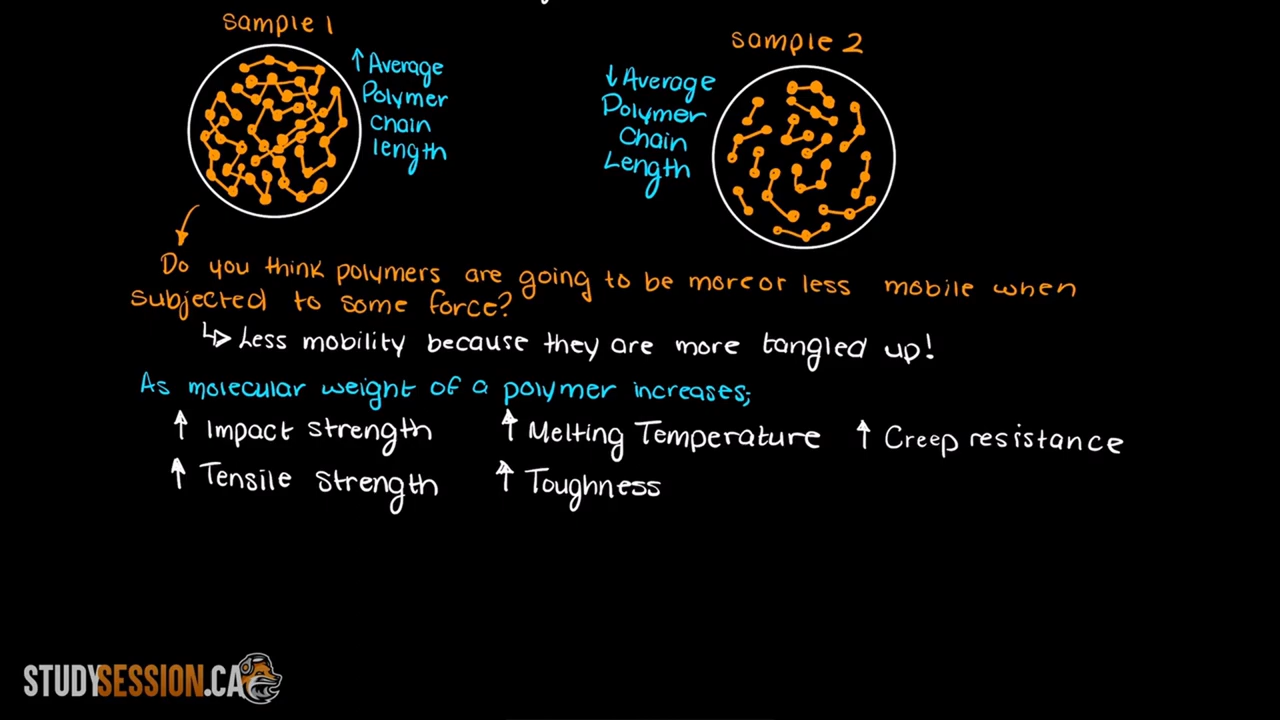 Sample 1
↑ Average
Polymer
Chain
length
Sample 2
↓ Average
Polymer
Chain
Length
Do you think polymers are going to be more or less mobile when
subjected to some force?
↳ Less mobility because they are more tangled up!
As molecular weight of a polymer increases;
↑ Impact strength ↑ Melting Temperature ↑ Creep resistance
↑ Tensile strength ↑ Toughness
STUDYSESSION.CA